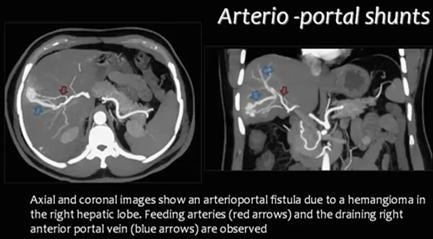 Arterio -portal shunts
Axial and coronal images show an arterioportal fistula due to a hemangioma in
the right hepatic lobe. Feeding arteries (red arrows) and the draining right
anterior portal vein (blue arrows) are observed